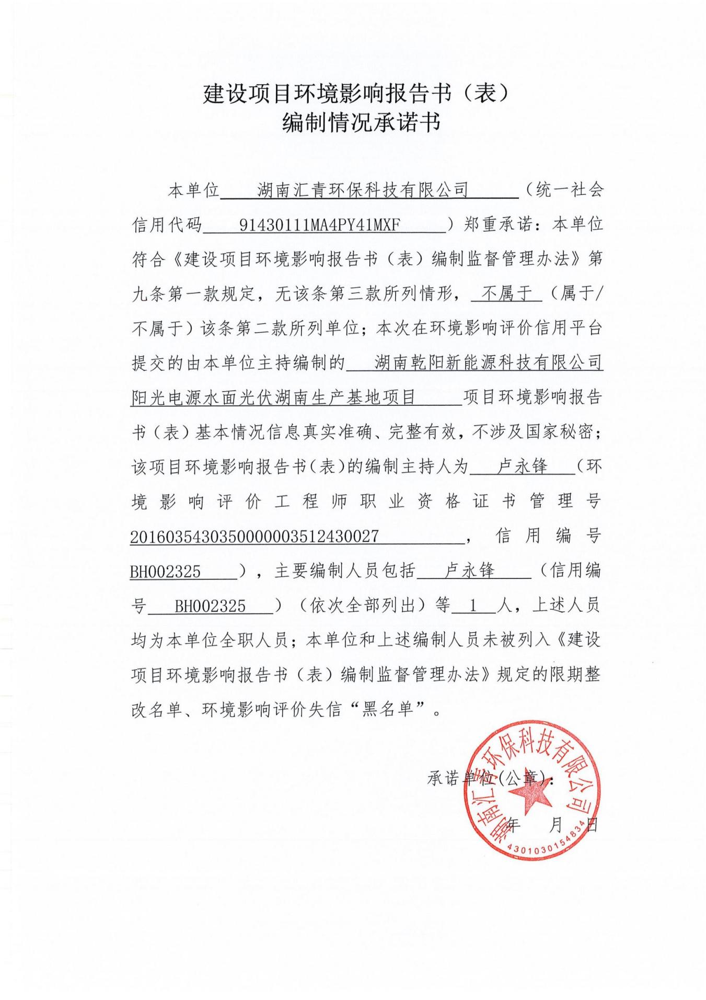 建设项目环境影响报告书（表）
编制情况承诺书
本单位 湖南汇青环保科技有限公司 （统一社会
信用代码 91430111MA4PY41MXF ）郑重承诺：本单位
符合《建设项目环境影响报告书（表）编制监督管理办法》第
九条第一款规定，无该条第三款所列情形， 不属于 （属于/
不属于）该条第二款所列单位；本次在环境影响评价信用平台
提交的由本单位主持编制的 湖南乾阳新能源科技有限公司
阳光电源水面光伏湖南生产基地项目 项目环境影响报告
书（表）基本情况信息真实准确、完整有效，不涉及国家秘密；
该项目环境影响报告书（表）的编制主持人为 卢永锋 （环
境影响评价工程师职业资格证书管理号
2016035430350000003512430027 ，信用编号
BH002325 ），主要编制人员包括 卢永锋 （信用编
号 BH002325 ）（依次全部列出）等 1 人，上述人员
均为本单位全职人员；本单位和上述编制人员未被列入《建设
项目环境影响报告书（表）编制监督管理办法》规定的限期整
改名单、环境影响评价失信“黑名单”。
承诺单位(公章)：
年 月 日
湖南汇青环保科技有限公司
4301030154834